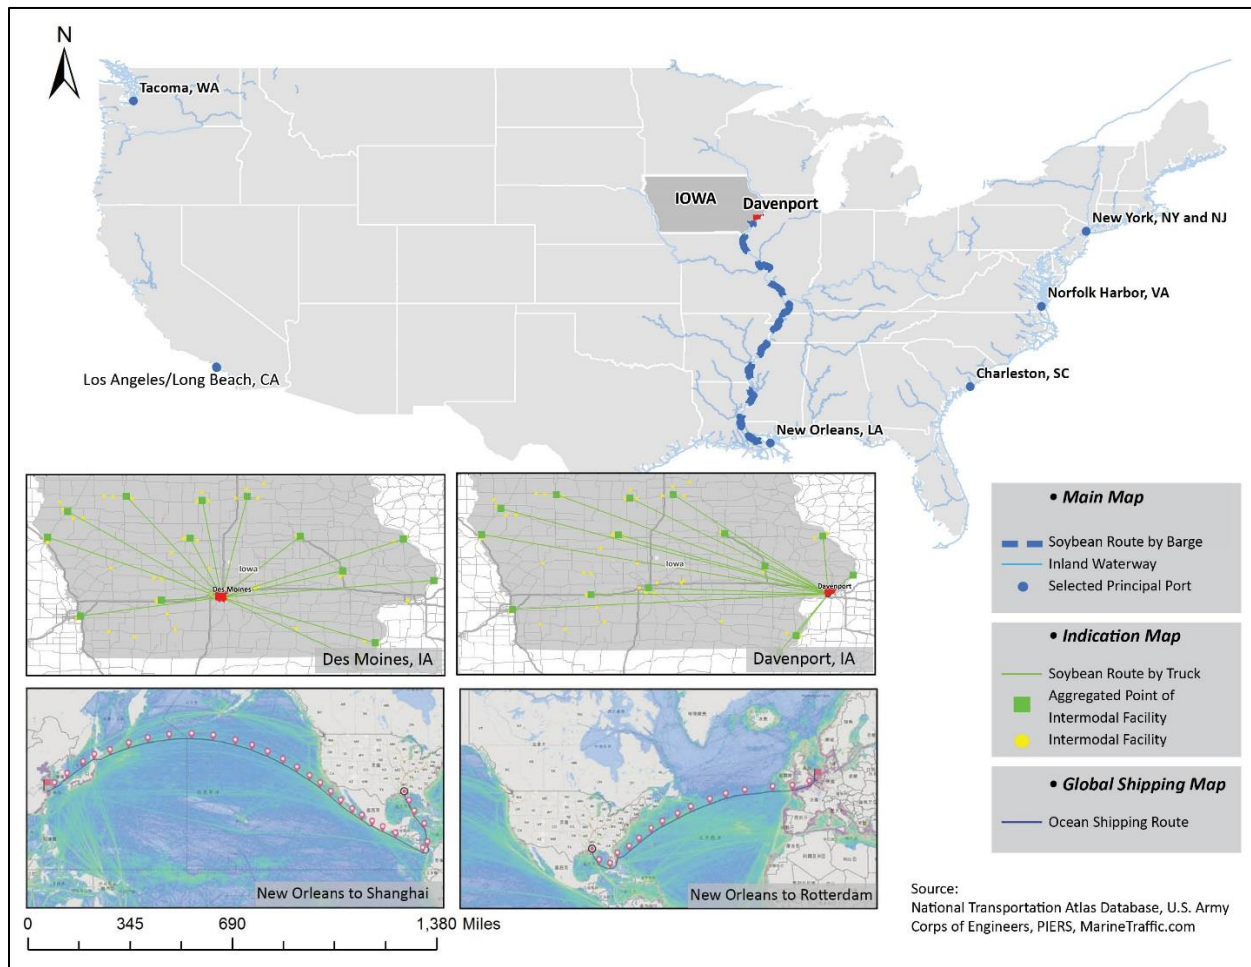 N
Tacoma, WA
IOWA
Davenport
New York, NY and NJ
Norfolk Harbor, VA
Los Angeles/Long Beach, CA
Charleston, SC
New Orleans, LA
Iowa
Des Moines
Des Moines, IA
Iowa
Davenport
Davenport, IA
New Orleans to Shanghai
New Orleans to Rotterdam
0 345 690 1,380 Miles
• Main Map
Soybean Route by Barge
Inland Waterway
Selected Principal Port
• Indication Map
Soybean Route by Truck
Aggregated Point of
Intermodal Facility
Intermodal Facility
• Global Shipping Map
Ocean Shipping Route
Source:
National Transportation Atlas Database, U.S. Army
Corps of Engineers, PIERS, MarineTraffic.com